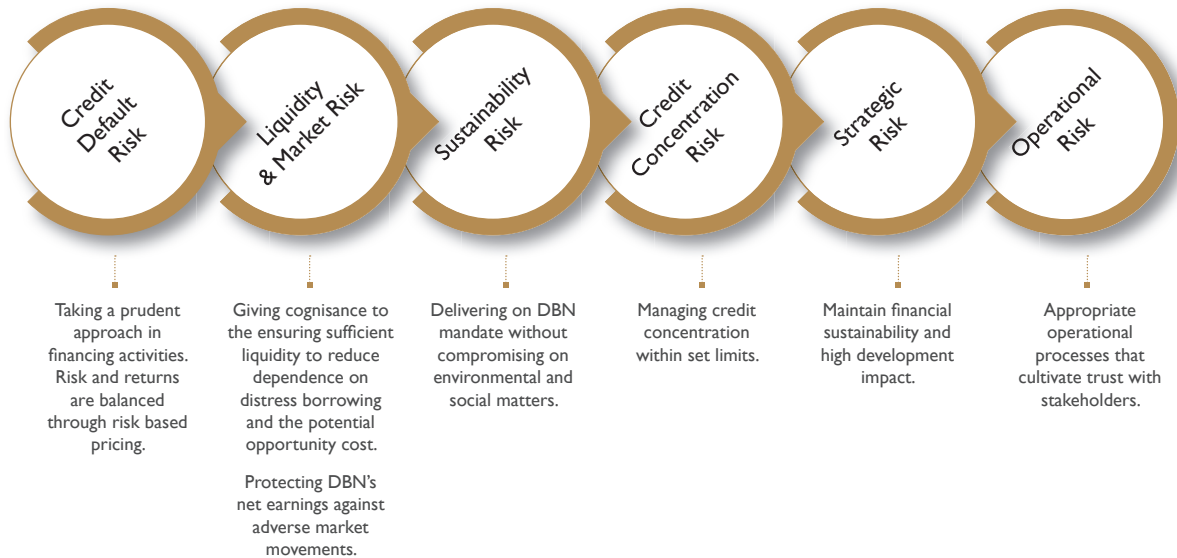 Credit
Default
Risk
Liquidity
& Market Risk
Sustainability
Risk
Credit
Concentration
Risk
Strategic
Risk
Operational
Risk
Taking a prudent
approach in
financing activities.
Risk and returns
are balanced
through risk based
pricing.
Giving cognisance to
the ensuring sufficient
liquidity to reduce
dependence on
distress borrowing
and the potential
opportunity cost.
Protecting DBN’s
net earnings against
adverse market
movements.
Delivering on DBN
mandate without
compromising on
environmental and
social matters.
Managing credit
concentration
within set limits.
Maintain financial
sustainability and
high development
impact.
Appropriate
operational
processes that
cultivate trust with
stakeholders.